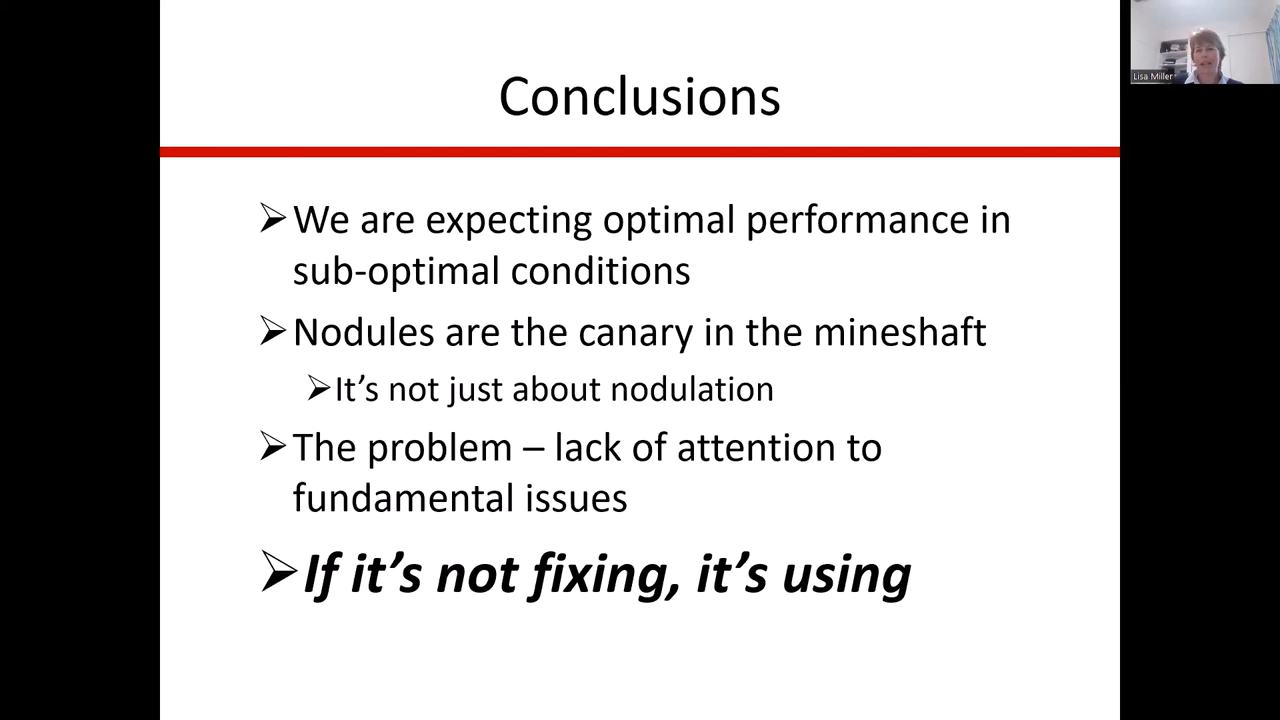 Conclusions
Lisa Miller
We are expecting optimal performance in
sub-optimal conditions
Nodules are the canary in the mineshaft
It’s not just about nodulation
The problem – lack of attention to
fundamental issues
If it’s not fixing, it’s using